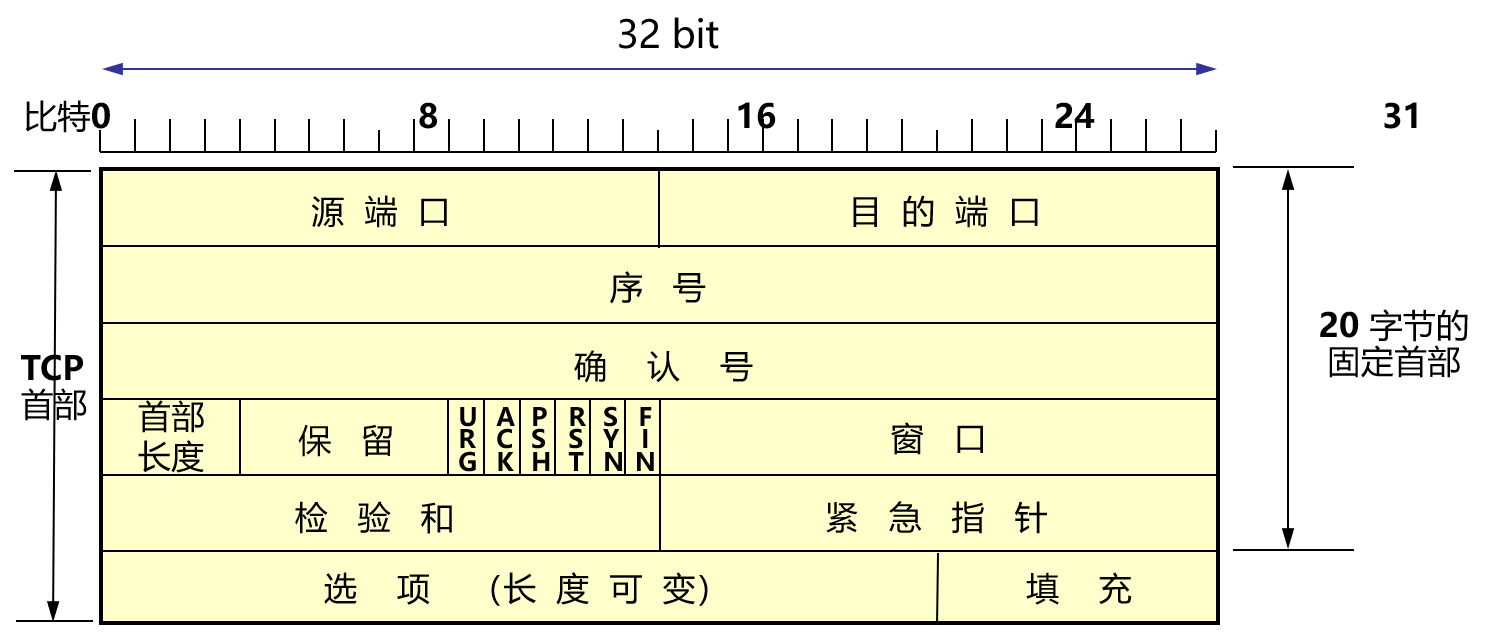 32 bit
比特0 8 16 24 31
源端口 目的端口
序号
确认号
TCP
首部
20 字节的
固定首部
首部
长度
保留
URG
ACK
PSH
RST
SYN
FIN
窗口
检验和 紧急指针
选项 (长度可变) 填充